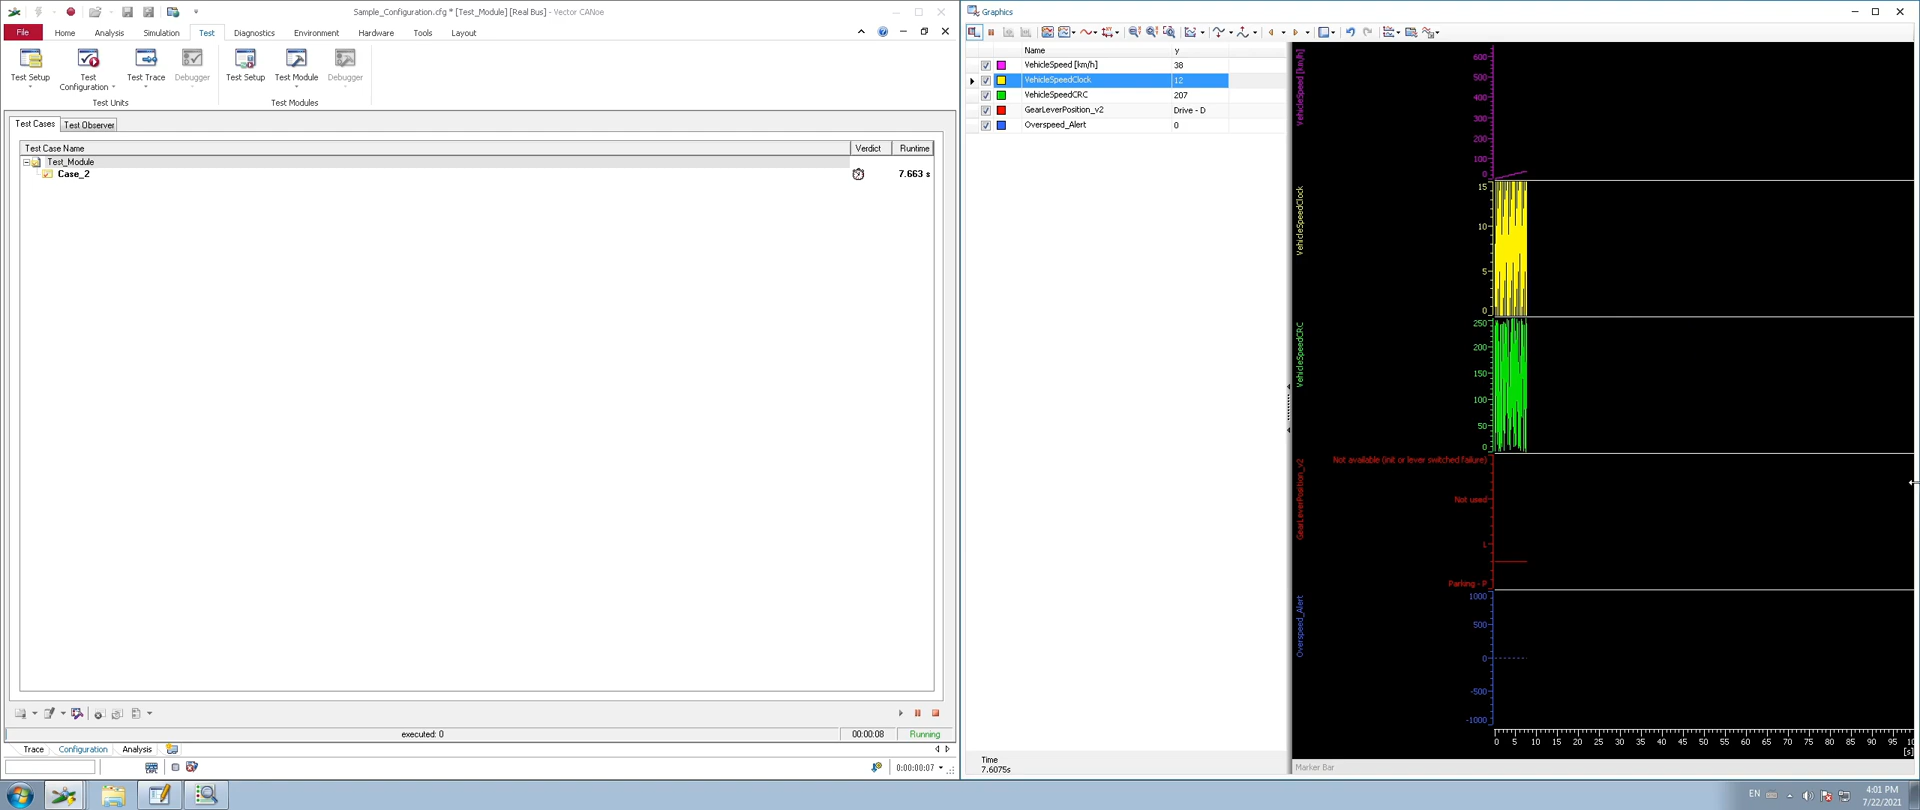 Sample_Configuration.cfg * [Test_Module] [Real Bus] - Vector CANoe
File Home Analysis Simulation Test Diagnostics Environment Hardware Tools Layout
Test Setup Test Configuration Test Trace Debugger Test Setup Test Module Debugger
Test Units Test Modules
Test Cases Test Observer
Test Case Name Verdict Runtime
Test_Module
Case_2 7.663 s
executed: 0 00:00:08 Running
Trace Configuration Analysis
0:00:00:07
Graphics
Name y
VehicleSpeed [km/h] 38
VehicleSpeedClock 12
VehicleSpeedCRC 207
GearLeverPosition_v2 Drive - D
Overspeed_Alert 0
Time
7.6075s
VehicleSpeed [km/h]
600
500
400
300
200
100
0
VehicleSpeedClock
15
10
5
0
VehicleSpeedCRC
250
200
150
100
50
0
GearLeverPosition_v2
Not available (init or lever switched failure)
Not used
L
Parking - P
Overspeed_Alert
1000
500
0
-500
-1000
0 5 10 15 20 25 30 35 40 45 50 55 60 65 70 75 80 85 90 95 10
[s]
Marker Bar
EN
4:01 PM
7/22/2021